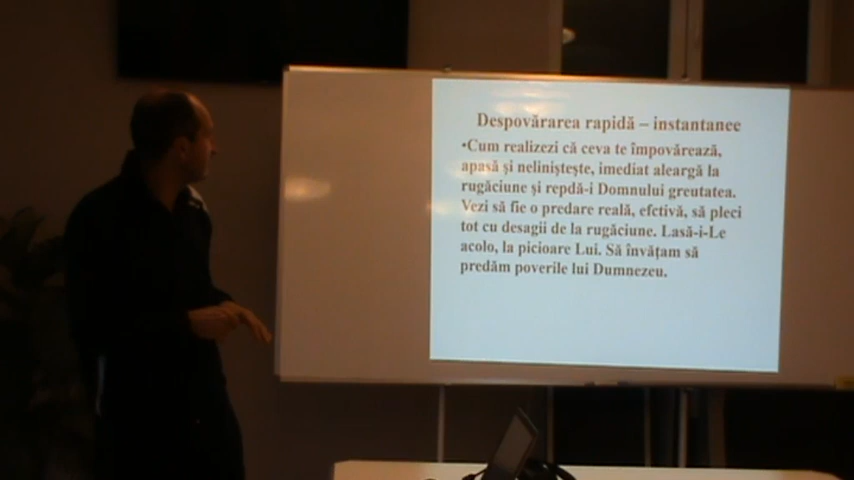 Despovărarea rapidă – instantanee
•Cum realizezi că ceva te împovărează,
apasă și neliniștește, imediat aleargă la
rugăciune și repdă-i Domnului greutatea.
Vezi să fie o predare reală, efctivă, să pleci
tot cu desagii de la rugăciune. Lasă-i-Le
acolo, la picioare Lui. Să învățam să
predăm poverile lui Dumnezeu.